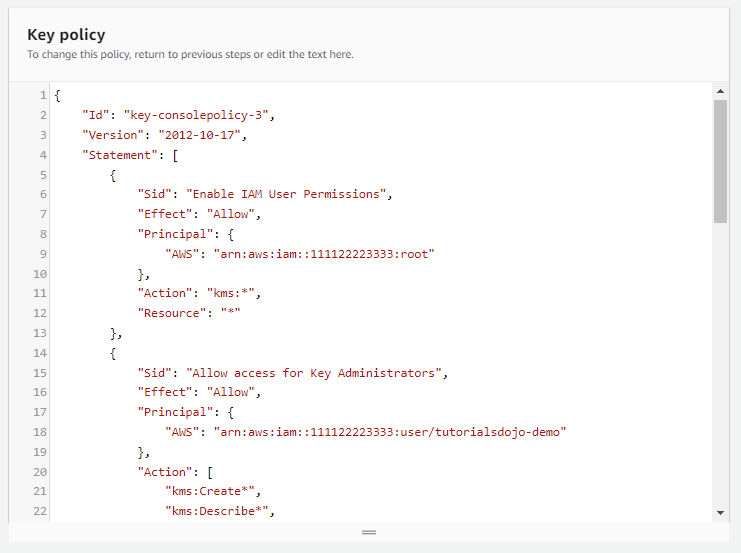 Key policy
To change this policy, return to previous steps or edit the text here.
1 {
2     "Id": "key-consolepolicy-3",
3     "Version": "2012-10-17",
4     "Statement": [
5         {
6             "Sid": "Enable IAM User Permissions",
7             "Effect": "Allow",
8             "Principal": {
9                 "AWS": "arn:aws:iam::111122223333:root"
10             },
11             "Action": "kms:*",
12             "Resource": "*"
13         },
14         {
15             "Sid": "Allow access for Key Administrators",
16             "Effect": "Allow",
17             "Principal": {
18                 "AWS": "arn:aws:iam::111122223333:user/tutorialsdojo-demo"
19             },
20             "Action": [
21                 "kms:Create*",
22                 "kms:Describe*",